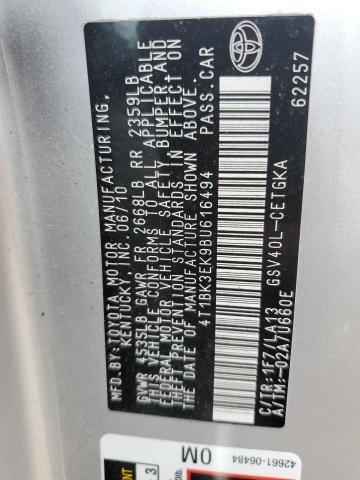 MFD.BY:TOYOTA MOTOR MANUFACTURING,
KENTUCKY, INC. 06/10
GVWR 4535LB GAWR FR 2668LB RR 2359LB
THIS VEHICLE CONFORMS TO ALL APPLICABLE
FEDERAL MOTOR VEHICLE SAFETY, BUMPER AND
THEFT PREVENTION STANDARDS IN EFFECT ON
THE DATE OF MANUFACTURE SHOWN ABOVE.
4T1BK3EK9BU616494 PASS.CAR
C/TR:1F7/LA13 GSV40L-CETGKA
A/TM:-02A/U660E 62257
42661-06484
0M